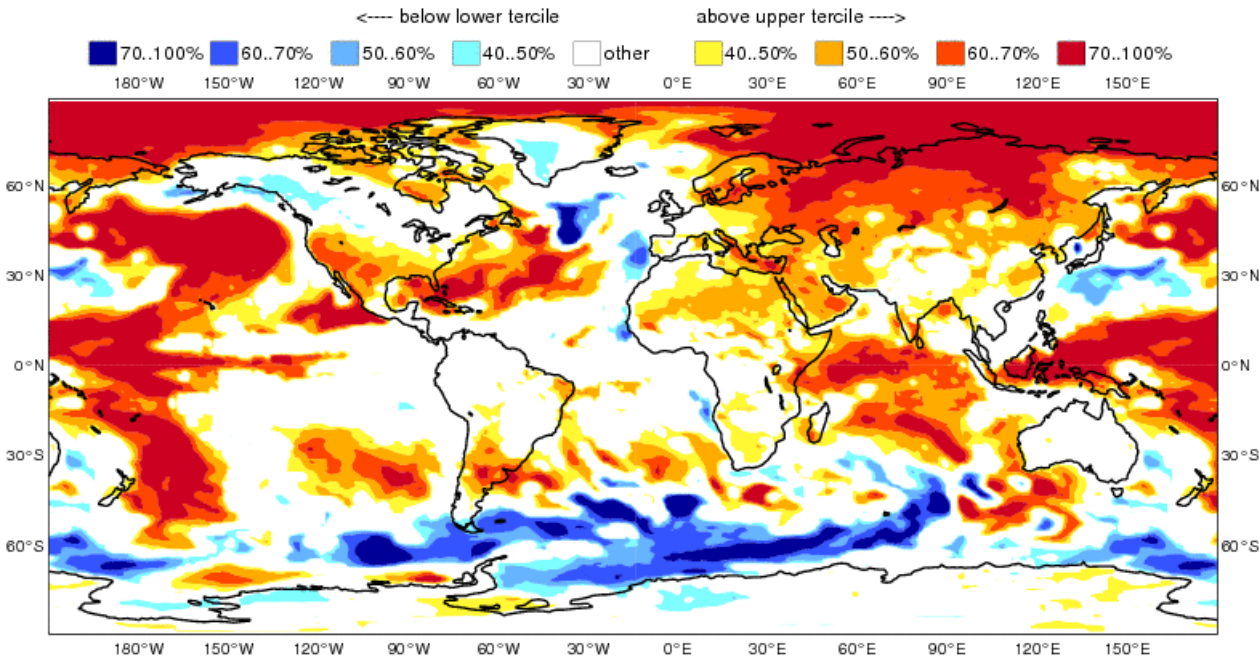 <---- below lower tercile above upper tercile ---->
70..100% 60..70% 50..60% 40..50% other 40..50% 50..60% 60..70% 70..100%
180°W 150°W 120°W 90°W 60°W 30°W 0°E 30°E 60°E 90°E 120°E 150°E
60°N 60°N
30°N 30°N
0°N 0°N
30°S 30°S
60°S 60°S
180°W 150°W 120°W 90°W 60°W 30°W 0°E 30°E 60°E 90°E 120°E 150°E